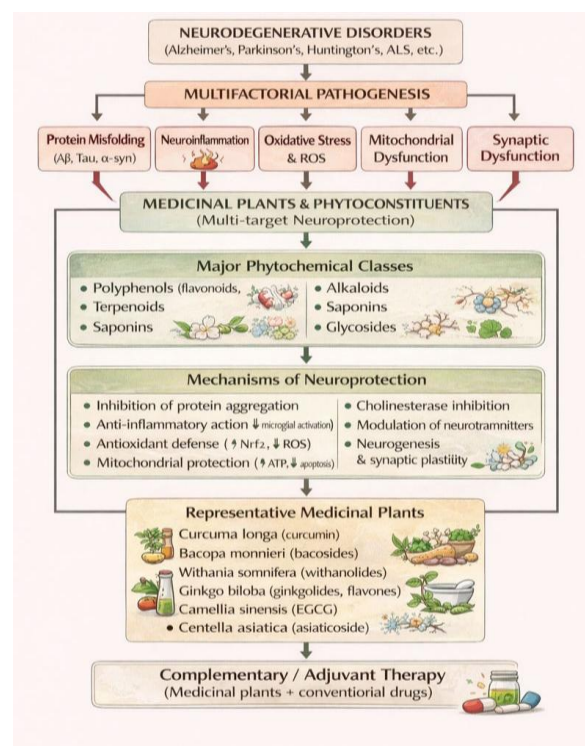 NEURODEGENERATIVE DISORDERS
(Alzheimer's, Parkinson's, Huntington's, ALS, etc.)
MULTIFACTORIAL PATHOGENESIS
Protein Misfolding
(Aβ, Tau, α-syn)
Neuroinflammation
Oxidative Stress
& ROS
Mitochondrial
Dysfunction
Synaptic
Dysfunction
MEDICINAL PLANTS & PHYTOCONSTITUENTS
(Multi-target Neuroprotection)
Major Phytochemical Classes
• Polyphenols (flavonoids,
• Terpenoids
• Saponins
• Alkaloids
• Saponins
• Glycosides
Mechanisms of Neuroprotection
• Inhibition of protein aggregation
• Anti-inflammatory action ⬇ microglial activation)
• Antioxidant defense (⬆ Nrf2, ⬇ ROS)
• Mitochondrial protection (⬆ ATP, ⬇ apoptosis)
• Cholinesterase inhibition
• Modulation of neurotramnitters
• Neurogenesis
& synaptic plastiüity
Representative Medicinal Plants
Curcuma longa (curcumin)
Bacopa monnieri (bacosides)
Withania somnifera (withanolides)
Ginkgo biloba (ginkgolides, flavones)
Camellia sinensis (EGCG)
• Centella asiatica (asiaticoside)
Complementary / Adjuvant Therapy
(Medicinal plants + conventiorial drugs)